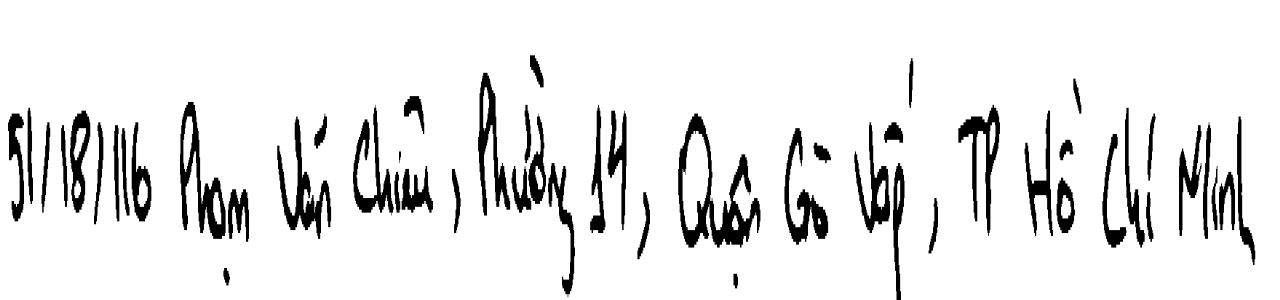 51/18/116 Phạm Văn Chiêu, Phường 14, Quận Gò Vấp, TP Hồ Chí Minh